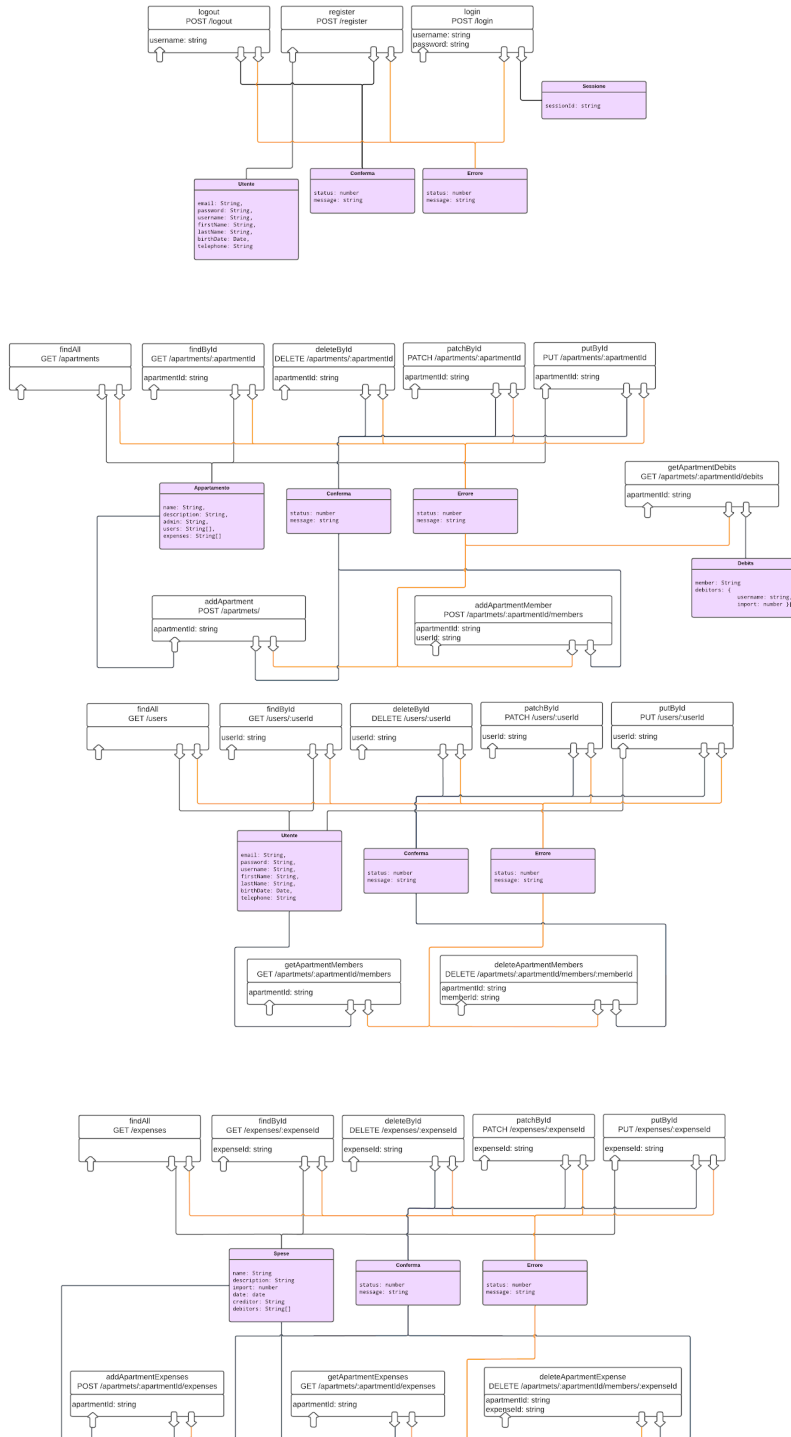 logout
POST /logout
username: string
register
POST /register
login
POST /login
username: string
password: string
Sessione
sessionId: string
Utente
email: String,
password: String,
username: String,
firstName: String,
lastName: String,
birthDate: Date,
telephone: String
Conferma
status: number
message: string
Errore
status: number
message: string
findAll
GET /apartments
findById
GET /apartments/:apartmentId
apartmentId: string
deleteById
DELETE /apartments/:apartmentId
apartmentId: string
patchById
PATCH /apartments/:apartmentId
apartmentId: string
putById
PUT /apartments/:apartmentId
apartmentId: string
getApartmentDebits
GET /apartmets/:apartmentId/debits
apartmentId: string
Appartamento
name: String,
description: String,
admin: String,
users: String[],
expenses: String[]
Conferma
status: number
message: string
Errore
status: number
message: string
Debits
member: String
debitors: {
username: string,
import: number }[
addApartment
POST /apartmets/
apartmentId: string
addApartmentMember
POST /apartmets/:apartmentId/members
apartmentId: string
userId: string
findAll
GET /users
findById
GET /users/:userId
userId: string
deleteById
DELETE /users/:userId
userId: string
patchById
PATCH /users/:userId
userId: string
putById
PUT /users/:userId
userId: string
Utente
email: String,
password: String,
username: String,
firstName: String,
lastName: String,
birthDate: Date,
telephone: String
Conferma
status: number
message: string
Errore
status: number
message: string
getApartmentMembers
GET /apartmets/:apartmentId/members
apartmentId: string
deleteApartmentMembers
DELETE /apartmets/:apartmentId/members/:memberId
apartmentId: string
memberId: string
findAll
GET /expenses
findById
GET /expenses/:expenseId
expenseId: string
deleteById
DELETE /expenses/:expenseId
expenseId: string
patchById
PATCH /expenses/:expenseId
expenseId: string
putById
PUT /expenses/:expenseId
expenseId: string
Spese
name: String
description: String
import: number
date: date
creditor: String
debitors: String[]
Conferma
status: number
message: string
Errore
status: number
message: string
addApartmentExpenses
POST /apartmets/:apartmentId/expenses
apartmentId: string
getApartmentExpenses
GET /apartmets/:apartmentId/expenses
apartmentId: string
deleteApartmentExpense
DELETE /apartmets/:apartmentId/members/:expenseId
apartmentId: string
expenseId: string